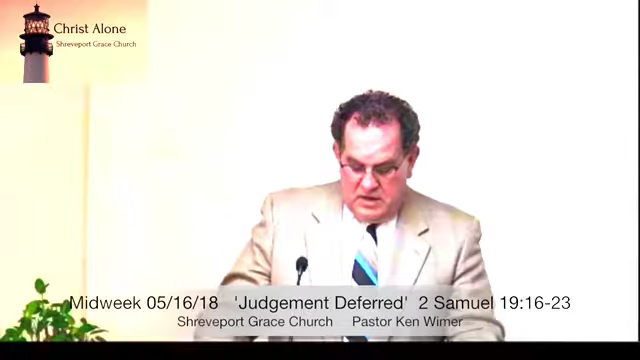 Christ Alone
Shreveport Grace Church
Midweek 05/16/18 'Judgement Deferred' 2 Samuel 19:16-23
Shreveport Grace Church Pastor Ken Wimer